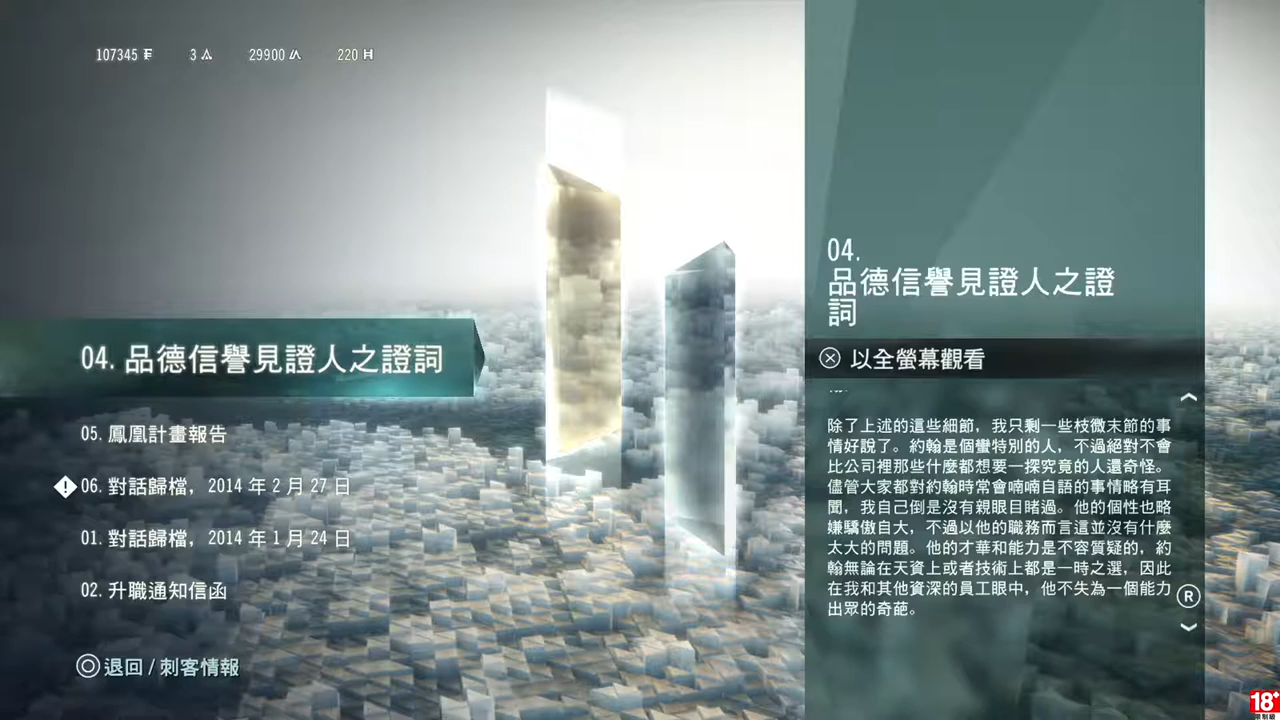 107345 3 29900 220
04. 品德信譽見證人之證詞
05. 鳳凰計畫報告
06. 對話歸檔，2014 年 2 月 27 日
01. 對話歸檔，2014 年 1 月 24 日
02. 升職通知信函
退回 / 刺客情報
04.
品德信譽見證人之證
詞
以全螢幕觀看
除了上述的這些細節，我只剩一些枝微末節的事
情好說了。約翰是個蠻特別的人，不過絕對不會
比公司裡那些什麼都想要一探究竟的人還奇怪。
儘管大家都對約翰時常會喃喃自語的事情略有耳
聞，我自己倒是沒有親眼目睹過。他的個性也略
嫌驕傲自大，不過以他的職務而言這並沒有什麼
太大的問題。他的才華和能力是不容質疑的，約
翰無論在天資上或者技術上都是一時之選，因此
在我和其他資深的員工眼中，他不失為一個能力
出眾的奇葩。
R
18+